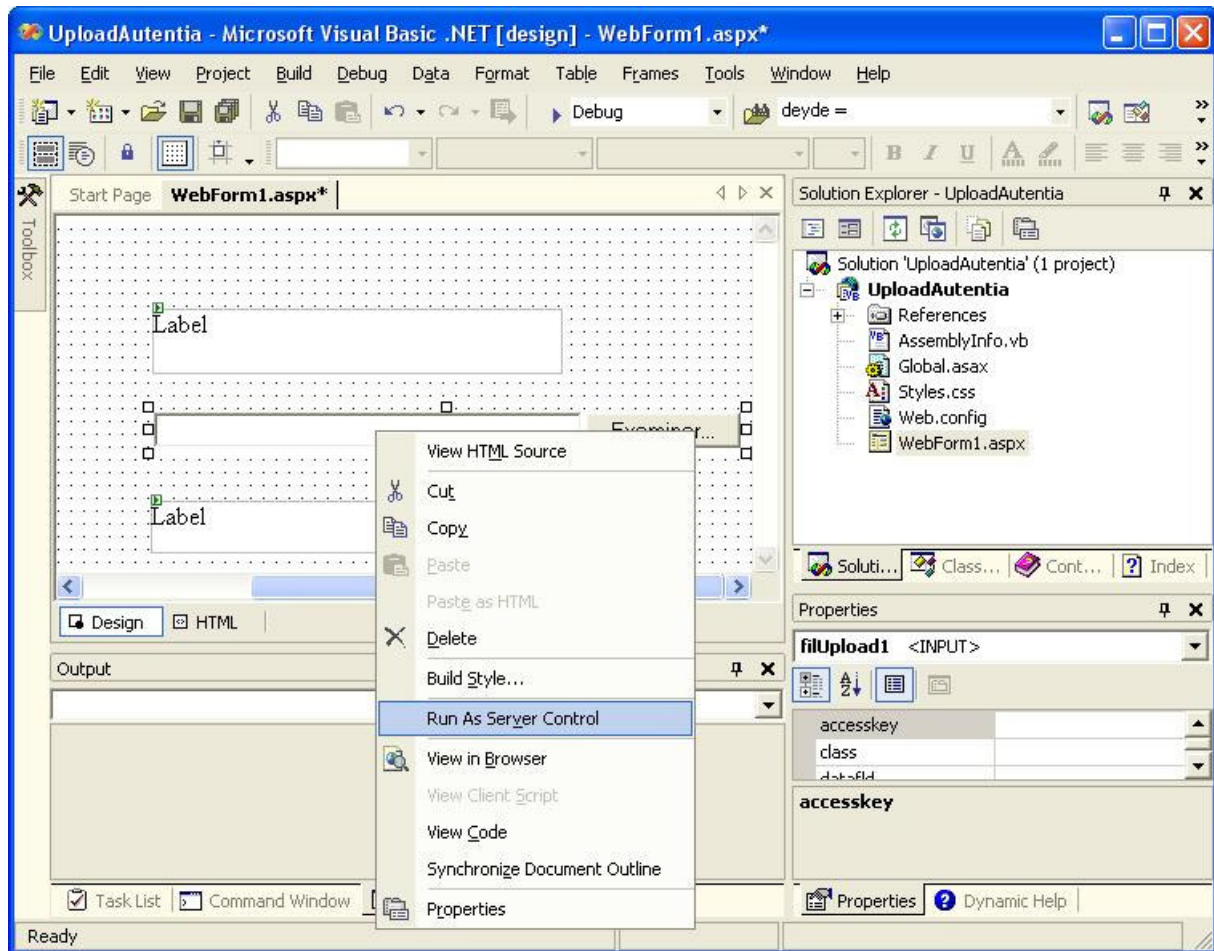 UploadAutentia - Microsoft Visual Basic .NET [design] - WebForm1.aspx*
File Edit View Project Build Debug Data Format Table Frames Tools Window Help
Debug deyde =
B I U A
Toolbox
Start Page WebForm1.aspx*
Label
Examinar...
Label
Design HTML
Output
Task List Command Window
Ready
View HTML Source
Cut
Copy
Paste
Paste as HTML
Delete
Build Style...
Run As Server Control
View in Browser
View Client Script
View Code
Synchronize Document Outline
Properties
Solution Explorer - UploadAutentia
Solution 'UploadAutentia' (1 project)
UploadAutentia
References
AssemblyInfo.vb
Global.asax
Styles.css
Web.config
WebForm1.aspx
Soluti... Class... Cont... Index
Properties
filUpload1 <INPUT>
accesskey
class
datafld
accesskey
Properties Dynamic Help